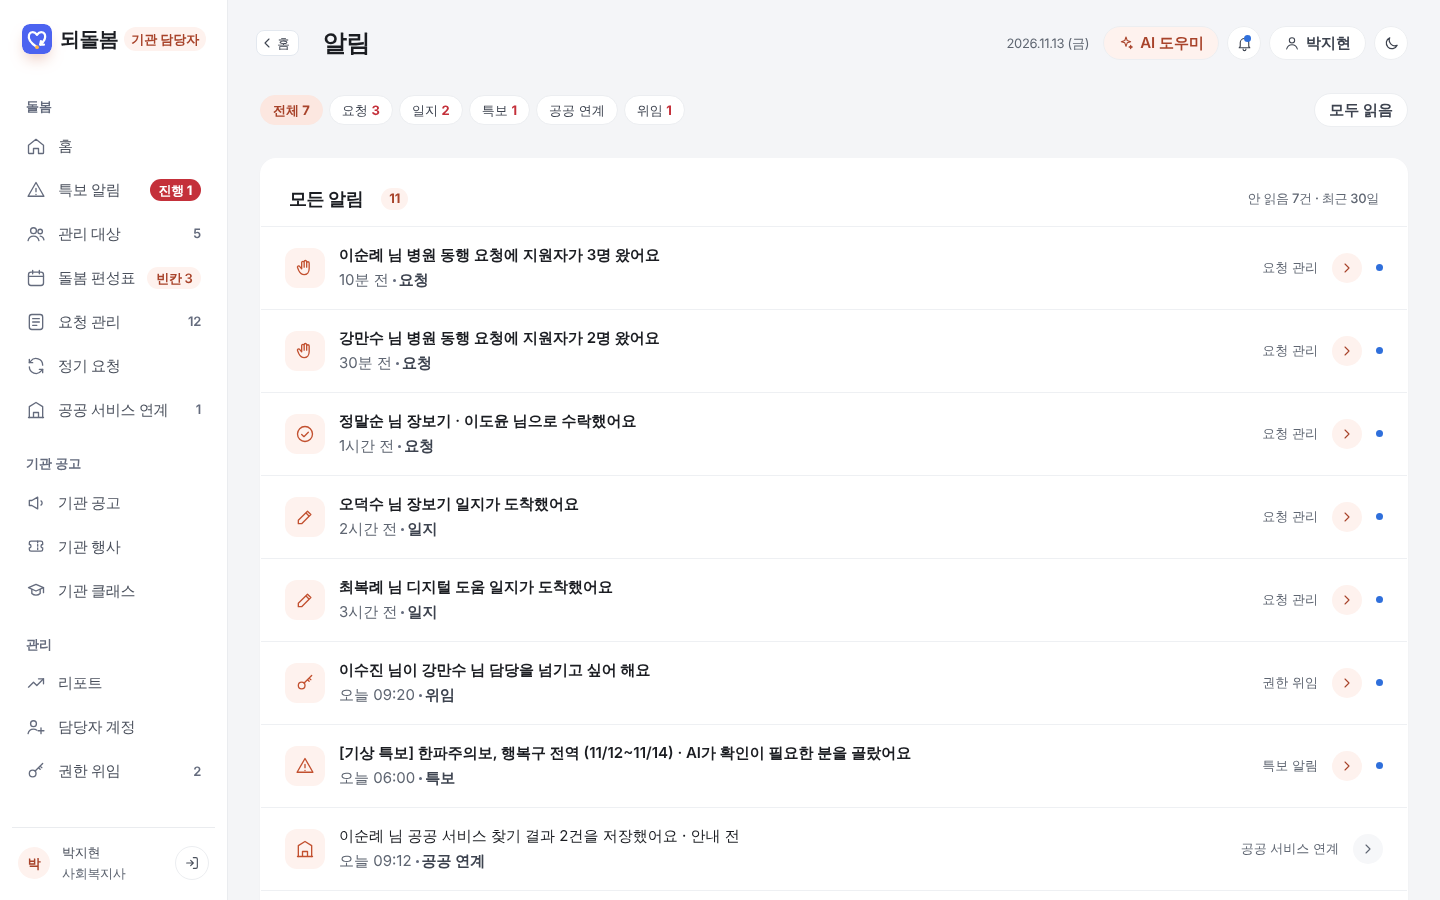 되돌봄 기관 담당자
돌봄
홈
특보 알림 진행 1
관리 대상 5
돌봄 편성표 빈칸 3
요청 관리 12
정기 요청
공공 서비스 연계 1
기관 공고
기관 공고
기관 행사
기관 클래스
관리
리포트
담당자 계정
권한 위임 2
박 박지현
사회복지사
홈 알림 2026.11.13 (금) AI 도우미 박지현
전체 7 요청 3 일지 2 특보 1 공공 연계 위임 1 모두 읽음
모든 알림 11 안 읽음 7건 · 최근 30일
이순례 님 병원 동행 요청에 지원자가 3명 왔어요
10분 전 · 요청 요청 관리
강만수 님 병원 동행 요청에 지원자가 2명 왔어요
30분 전 · 요청 요청 관리
정말순 님 장보기 · 이도윤 님으로 수락했어요
1시간 전 · 요청 요청 관리
오덕수 님 장보기 일지가 도착했어요
2시간 전 · 일지 요청 관리
최복례 님 디지털 도움 일지가 도착했어요
3시간 전 · 일지 요청 관리
이수진 님이 강만수 님 담당을 넘기고 싶어 해요
오늘 09:20 · 위임 권한 위임
[기상 특보] 한파주의보, 행복구 전역 (11/12~11/14) · AI가 확인이 필요한 분을 골랐어요
오늘 06:00 · 특보 특보 알림
이순례 님 공공 서비스 찾기 결과 2건을 저장했어요 · 안내 전
오늘 09:12 · 공공 연계 공공 서비스 연계